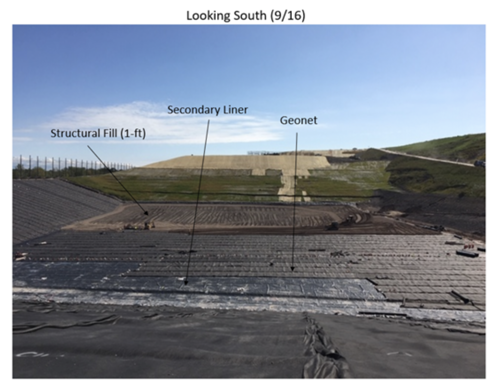 Looking South (9/16)
Secondary Liner
Geonet
Structural Fill (1-ft)